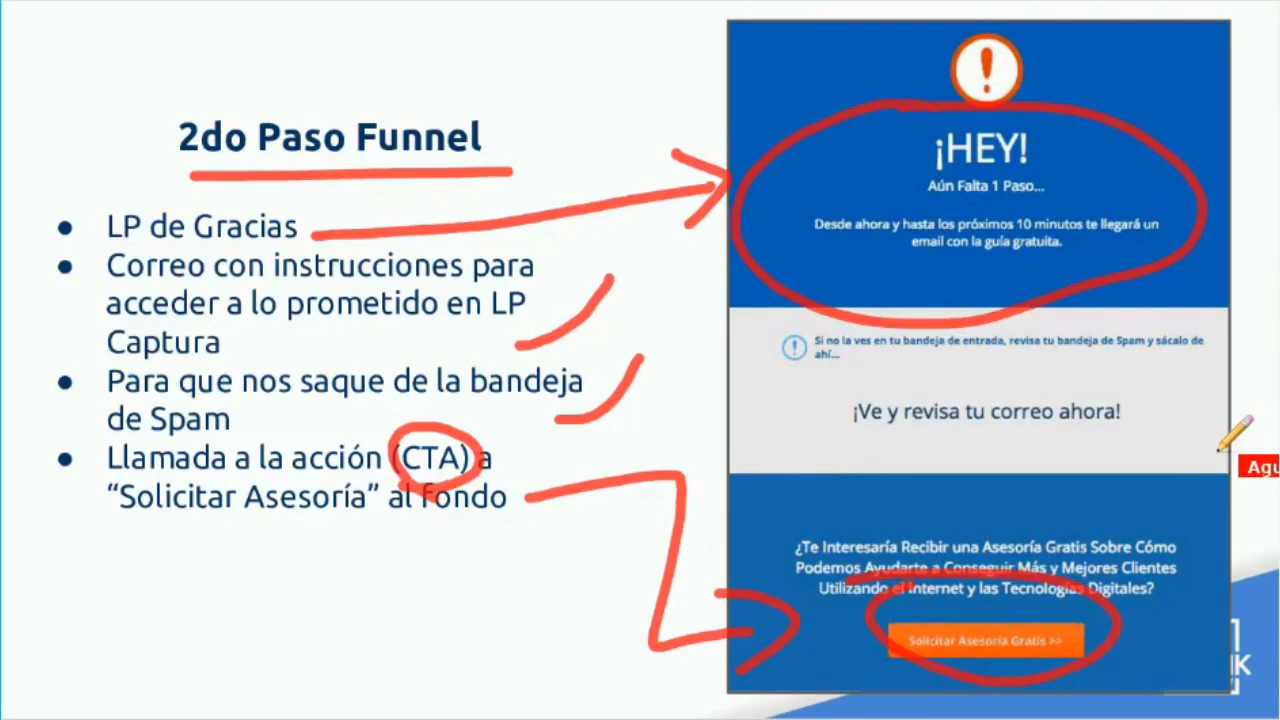 2do Paso Funnel
● LP de Gracias
● Correo con instrucciones para
acceder a lo prometido en LP
Captura
● Para que nos saque de la bandeja
de Spam
● Llamada a la acción (CTA) a
“Solicitar Asesoría” al fondo
¡HEY!
Aún Falta 1 Paso...
Desde ahora y hasta los próximos 10 minutos te llegará un
email con la guía gratuita.
Si no la ves en tu bandeja de entrada, revisa tu bandeja de Spam y sácalo de
ahí...
¡Ve y revisa tu correo ahora!
¿Te Interesaría Recibir una Asesoría Gratis Sobre Cómo
Podemos Ayudarte a Conseguir Más y Mejores Clientes
Utilizando el Internet y las Tecnologías Digitales?
Solicitar Asesoría Gratis >>
Agu